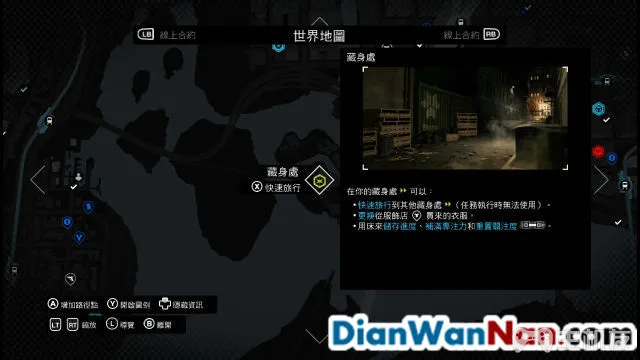 LB 線上合約 世界地圖 線上合約 RB
藏身處
藏身處
X 快速旅行
在你的藏身處 可以：
•快速旅行到其他藏身處（任務執行時無法使用）。
•更換從服飾店 買來的衣服。
•用床來儲存進度、補滿專注力和重置關注度 。
A 增加路徑點 Y 開啟圖例 隱藏資訊
LT RT 縮放 L 導覽 B 離開
DianWanNan.com